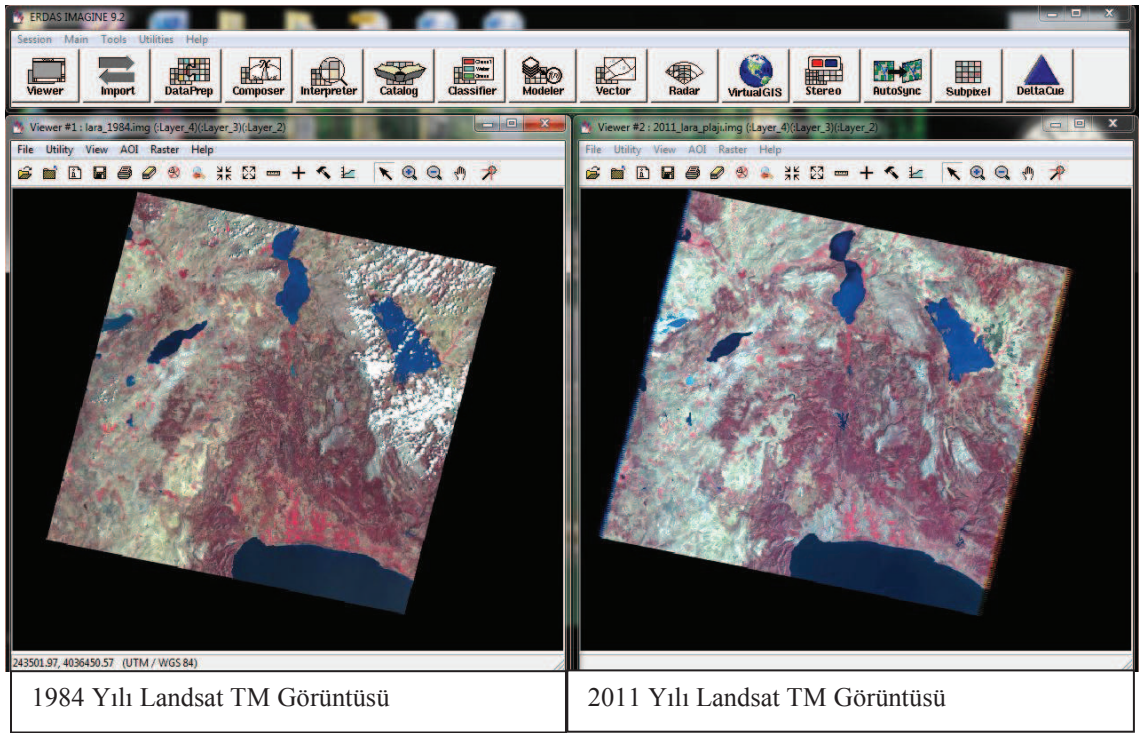 ERDAS IMAGINE 9.2
Session Main Tools Utilities Help
Viewer Import DataPrep Composer Interpreter Catalog Classifier Modeler Vector Radar VirtualGIS Stereo AutoSync Subpixel DeltaCue
Viewer #1 : lara_1984.img (:Layer_4)(:Layer_3)(:Layer_2)
File Utility View AOI Raster Help
243501.97, 4036450.57 (UTM / WGS 84)
Viewer #2 : 2011_lara_plaji.img (:Layer_4)(:Layer_3)(:Layer_2)
File Utility View AOI Raster Help
1984 Yılı Landsat TM Görüntüsü
2011 Yılı Landsat TM Görüntüsü